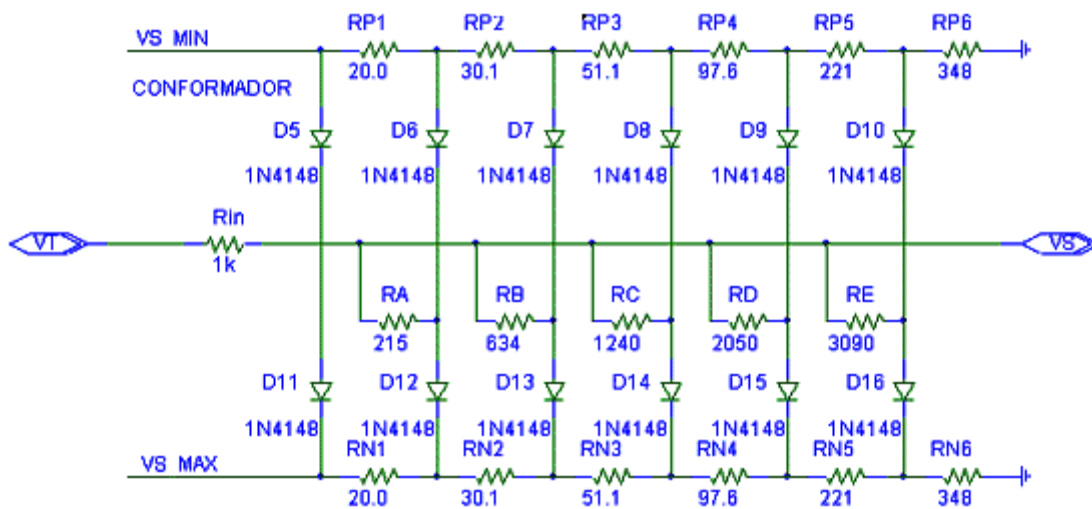 RP1 RP2 RP3 RP4 RP5 RP6
VS MIN
20.0 30.1 51.1 97.6 221 348
CONFORMADOR
D5 D6 D7 D8 D9 D10
1N4148 1N4148 1N4148 1N4148 1N4148 1N4148
Rin
VT VS
1k
RA RB RC RD RE
215 634 1240 2050 3090
D11 D12 D13 D14 D15 D16
1N4148 1N4148 1N4148 1N4148 1N4148 1N4148
RN1 RN2 RN3 RN4 RN5 RN6
VS MAX
20.0 30.1 51.1 97.6 221 348